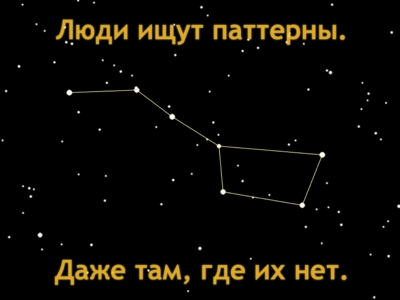 Люди ищут паттерны.
Даже там, где их нет.